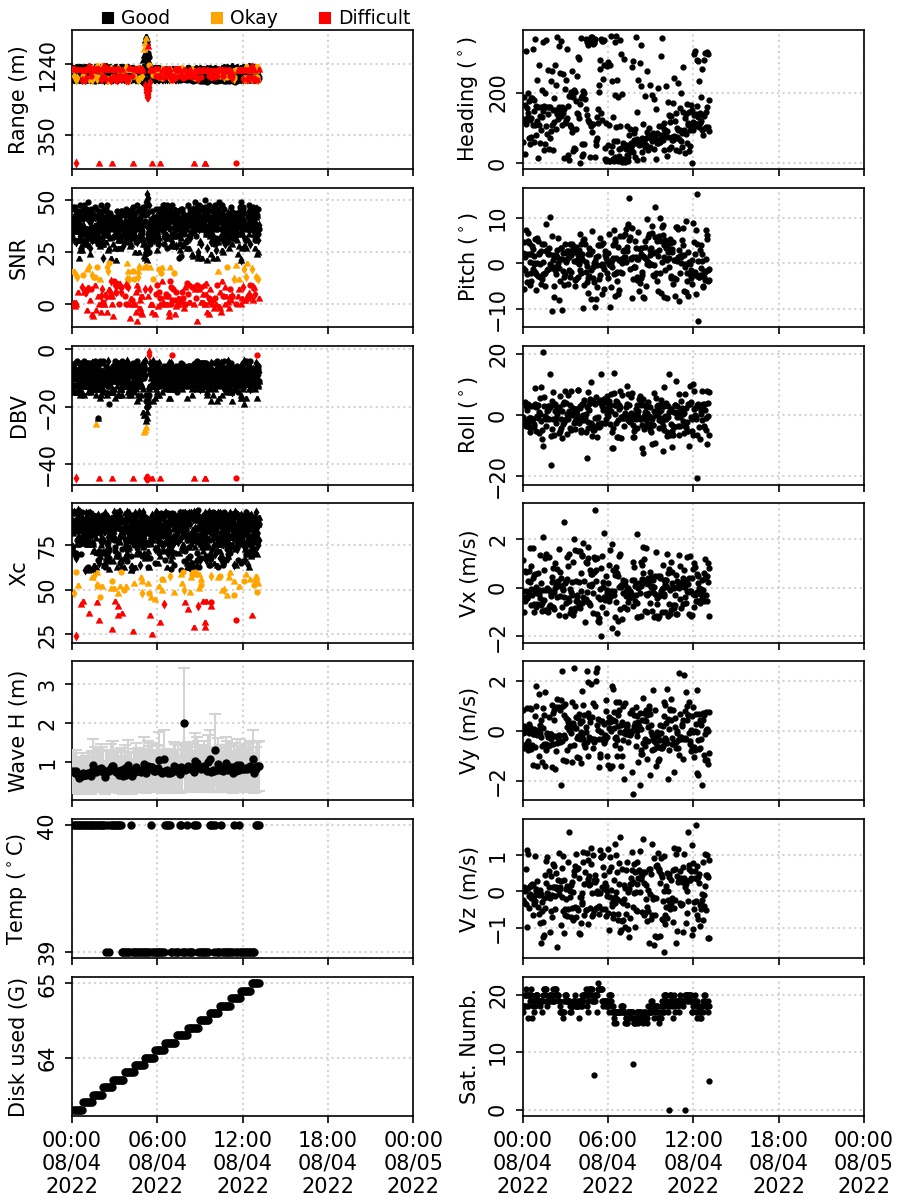 Good Okay Difficult
Range (m)
1240
350
Heading (°)
200
0
SNR
50
25
0
Pitch (°)
10
0
−10
DBV
0
−20
−40
Roll (°)
20
0
−20
Xc
75
50
25
Vx (m/s)
2
0
−2
Wave H (m)
3
2
1
Vy (m/s)
2
0
−2
Temp (°C)
40
39
Vz (m/s)
1
0
−1
Disk used (G)
65
64
Sat. Numb.
20
10
0
00:00 06:00 12:00 18:00 00:00 00:00 06:00 12:00 18:00 00:00
08/04 08/04 08/04 08/04 08/05 08/04 08/04 08/04 08/04 08/05
2022 2022 2022 2022 2022 2022 2022 2022 2022 2022